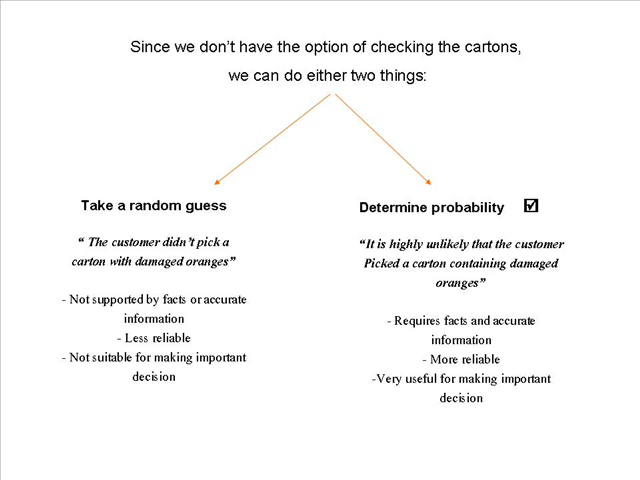 Since we don't have the option of checking the cartons,
we can do either two things:
Take a random guess
“ The customer didn't pick a
carton with damaged oranges”
- Not supported by facts or accurate
information
- Less reliable
- Not suitable for making important
decision
Determine probability ☑
“It is highly unlikely that the customer
Picked a carton containing damaged
oranges”
- Requires facts and accurate
information
- More reliable
-Very useful for making important
decision